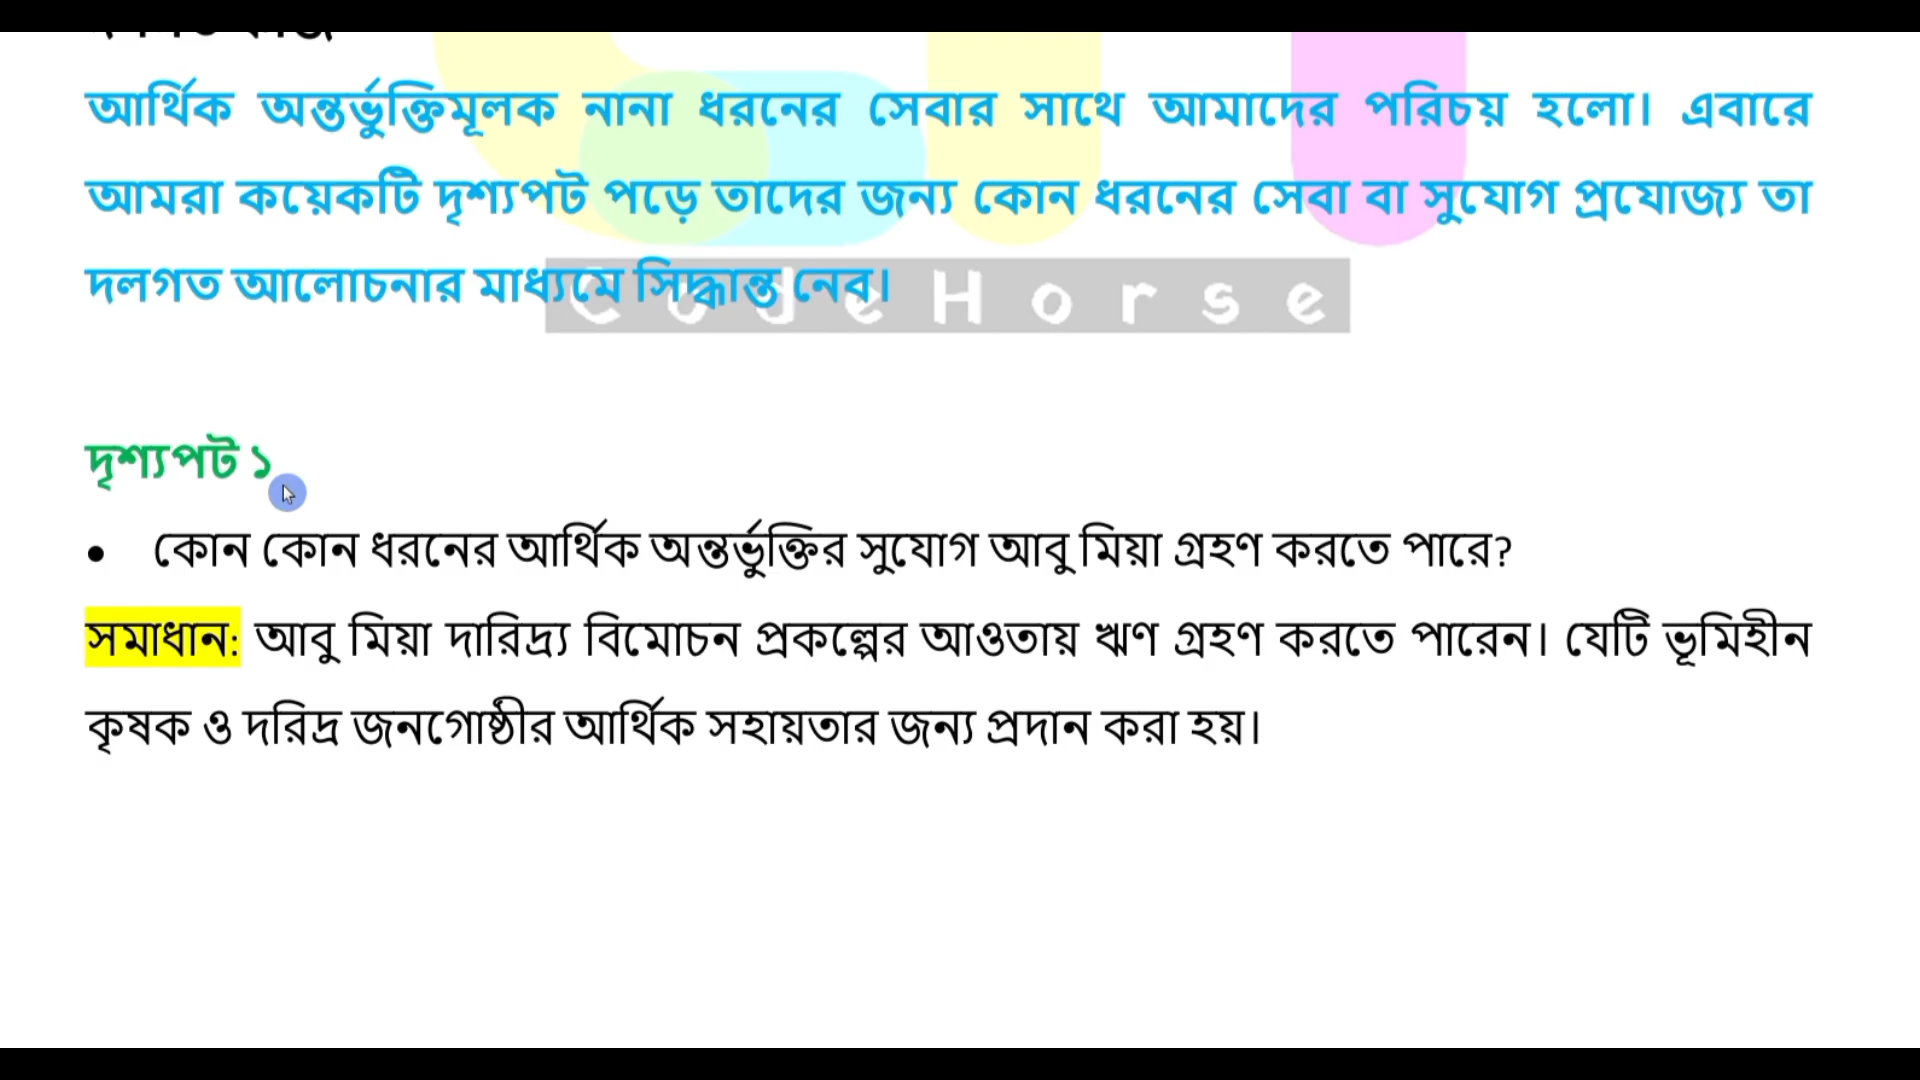 আর্থিক অন্তর্ভুক্তিমূলক নানা ধরনের সেবার সাথে আমাদের পরিচয় হলো। এবারে
আমরা কয়েকটি দৃশ্যপট পড়ে তাদের জন্য কোন ধরনের সেবা বা সুযোগ প্রযোজ্য তা
দলগত আলোচনার মাধ্যমে সিদ্ধান্ত নেব।
CodeHorse
দৃশ্যপট ১
• কোন কোন ধরনের আর্থিক অন্তর্ভুক্তির সুযোগ আবু মিয়া গ্রহণ করতে পারে?
সমাধান: আবু মিয়া দারিদ্র্য বিমোচন প্রকল্পের আওতায় ঋণ গ্রহণ করতে পারেন। যেটি ভূমিহীন
কৃষক ও দরিদ্র জনগোষ্ঠীর আর্থিক সহায়তার জন্য প্রদান করা হয়।